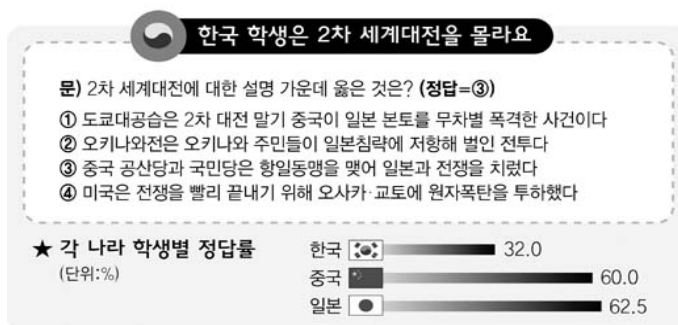 한국 학생은 2차 세계대전을 몰라요
문) 2차 세계대전에 대한 설명 가운데 옳은 것은? (정답=③)
① 도쿄대공습은 2차 대전 말기 중국이 일본 본토를 무차별 폭격한 사건이다
② 오키나와전은 오키나와 주민들이 일본침략에 저항해 벌인 전투다
③ 중국 공산당과 국민당은 항일동맹을 맺어 일본과 전쟁을 치렀다
④ 미국은 전쟁을 빨리 끝내기 위해 오사카·교토에 원자폭탄을 투하했다
★ 각 나라 학생별 정답률
(단위:%)
한국 32.0
중국 60.0
일본 62.5